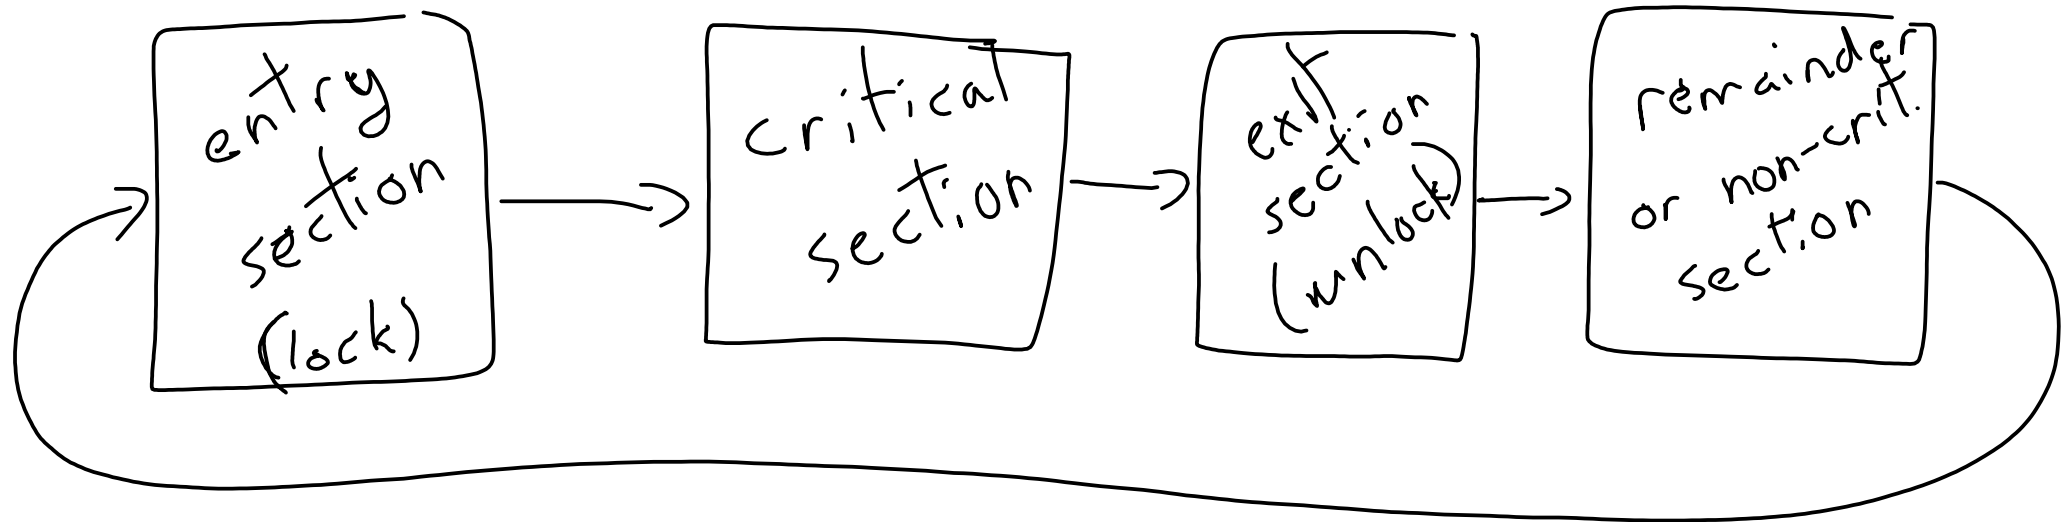 entry
section
(lock)
critical
section
exit
section
(unlock)
remainder
or non-crit.
section